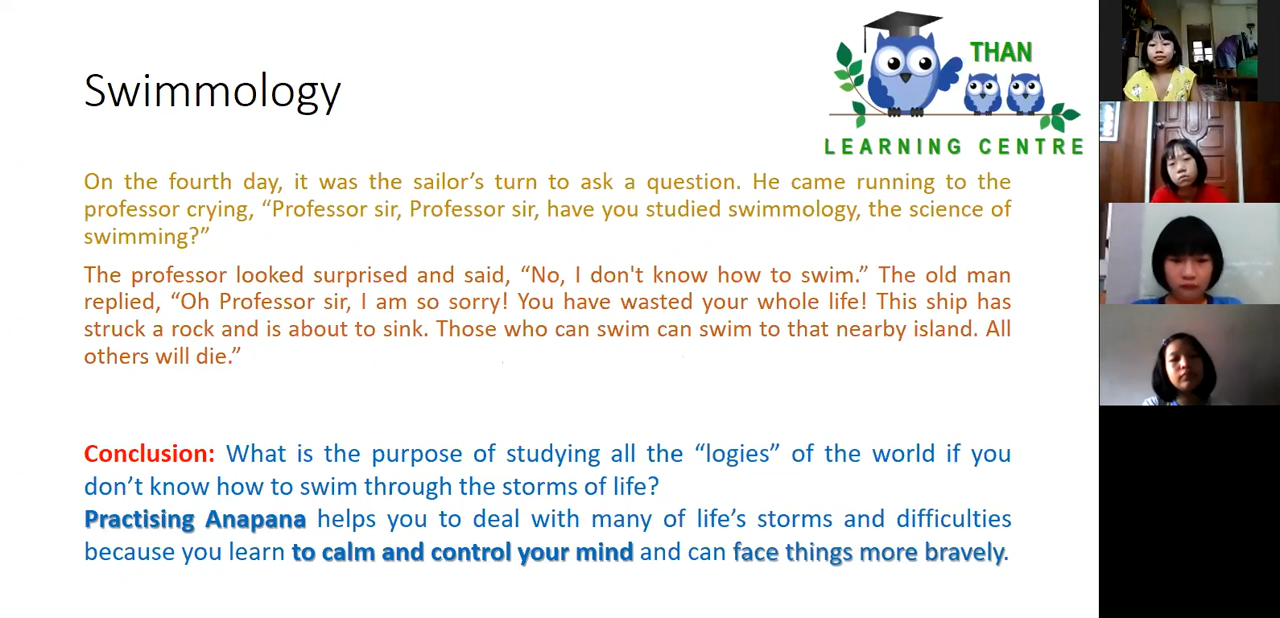 THAN
LEARNING CENTRE
Swimmology
On the fourth day, it was the sailor’s turn to ask a question. He came running to the
professor crying, “Professor sir, Professor sir, have you studied swimmology, the science of
swimming?”
The professor looked surprised and said, “No, I don't know how to swim.” The old man
replied, “Oh Professor sir, I am so sorry! You have wasted your whole life! This ship has
struck a rock and is about to sink. Those who can swim can swim to that nearby island. All
others will die.”
Conclusion: What is the purpose of studying all the “logies” of the world if you
don’t know how to swim through the storms of life?
Practising Anapana helps you to deal with many of life’s storms and difficulties
because you learn to calm and control your mind and can face things more bravely.